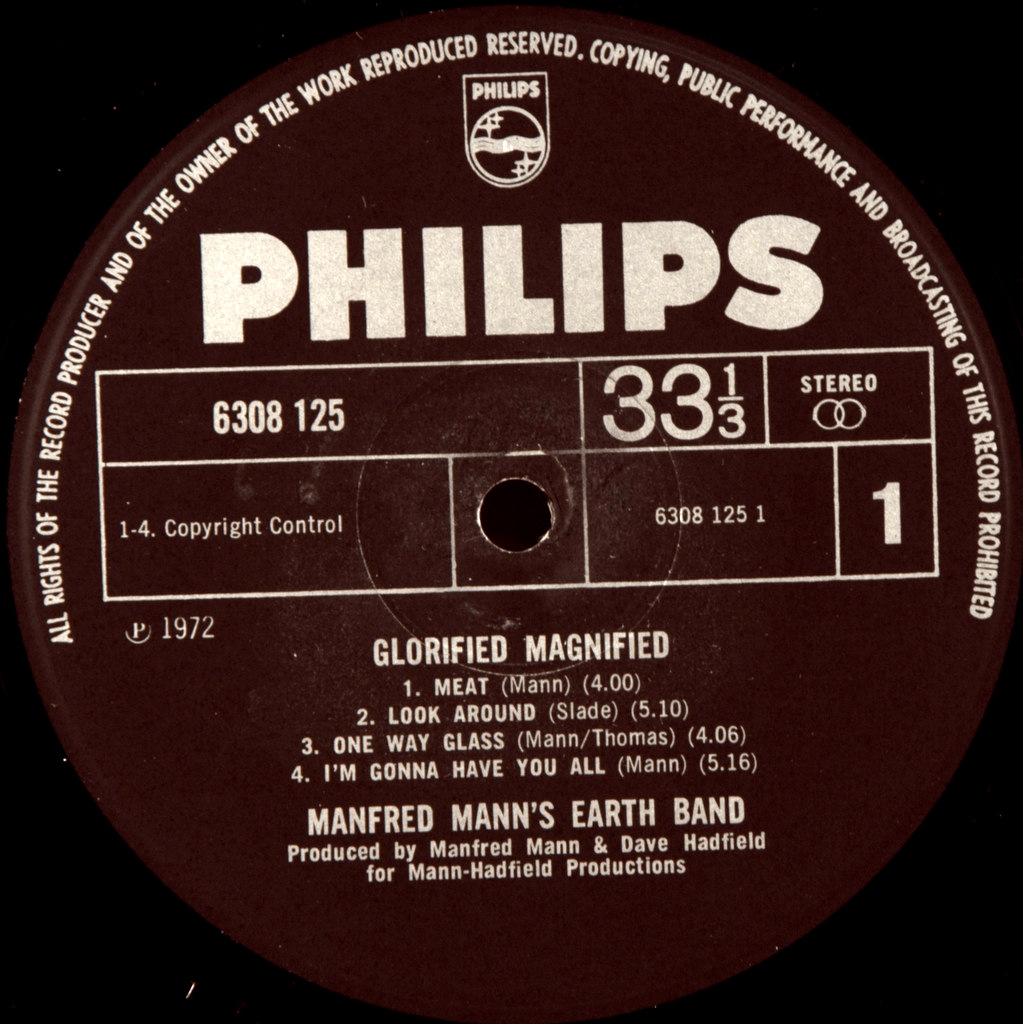 ALL RIGHTS OF THE RECORD PRODUCER AND OF THE OWNER OF THE WORK REPRODUCED RESERVED. COPYING, PUBLIC PERFORMANCE AND BROADCASTING OF THIS RECORD PROHIBITED
PHILIPS
PHILIPS
6308 125
33 1/3
STEREO
1-4. Copyright Control
6308 125 1
1
℗ 1972
GLORIFIED MAGNIFIED
1. MEAT (Mann) (4.00)
2. LOOK AROUND (Slade) (5.10)
3. ONE WAY GLASS (Mann/Thomas) (4.06)
4. I'M GONNA HAVE YOU ALL (Mann) (5.16)
MANFRED MANN'S EARTH BAND
Produced by Manfred Mann & Dave Hadfield
for Mann-Hadfield Productions